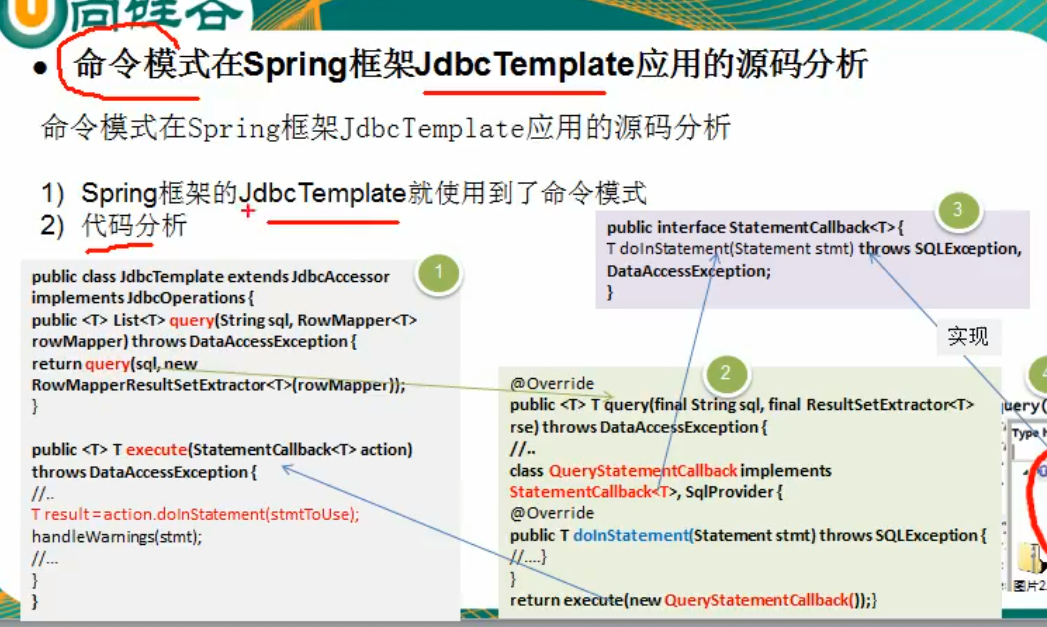 尚硅谷
命令模式在Spring框架JdbcTemplate应用的源码分析
命令模式在Spring框架JdbcTemplate应用的源码分析
1) Spring框架的JdbcTemplate就使用到了命令模式
2) 代码分析
1
public class JdbcTemplate extends JdbcAccessor
implements JdbcOperations {
public <T> List<T> query(String sql, RowMapper<T>
rowMapper) throws DataAccessException {
return query(sql, new
RowMapperResultSetExtractor<T>(rowMapper));
}
public <T> T execute(StatementCallback<T> action)
throws DataAccessException {
//..
T result = action.doInStatement(stmtToUse);
handleWarnings(stmt);
//...
}
}
2
@Override
public <T> T query(final String sql, final ResultSetExtractor<T>
rse) throws DataAccessException {
//..
class QueryStatementCallback implements
StatementCallback<T>, SqlProvider {
@Override
public T doInStatement(Statement stmt) throws SQLException {
//....}
}
return execute(new QueryStatementCallback());}
3
public interface StatementCallback<T> {
T doInStatement(Statement stmt) throws SQLException,
DataAccessException;
}
实现
4
query(
Type
图片2.